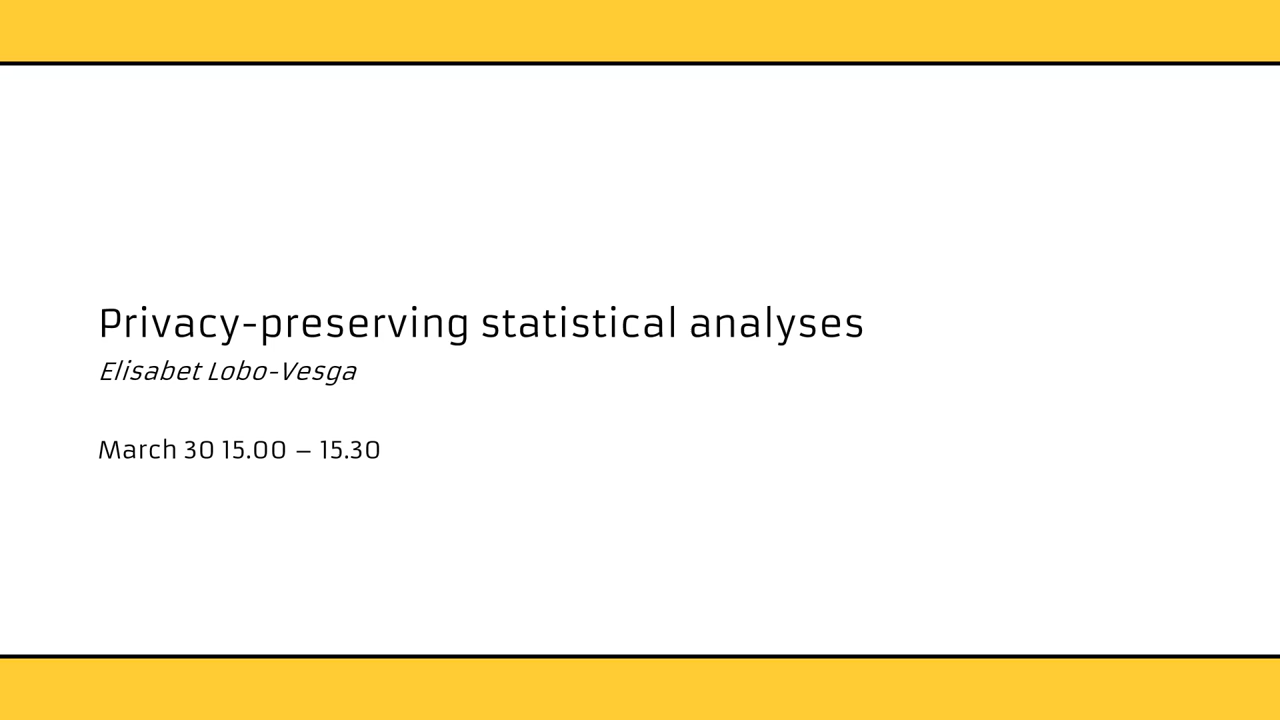 Privacy-preserving statistical analyses
Elisabet Lobo-Vesga
March 30 15.00 – 15.30